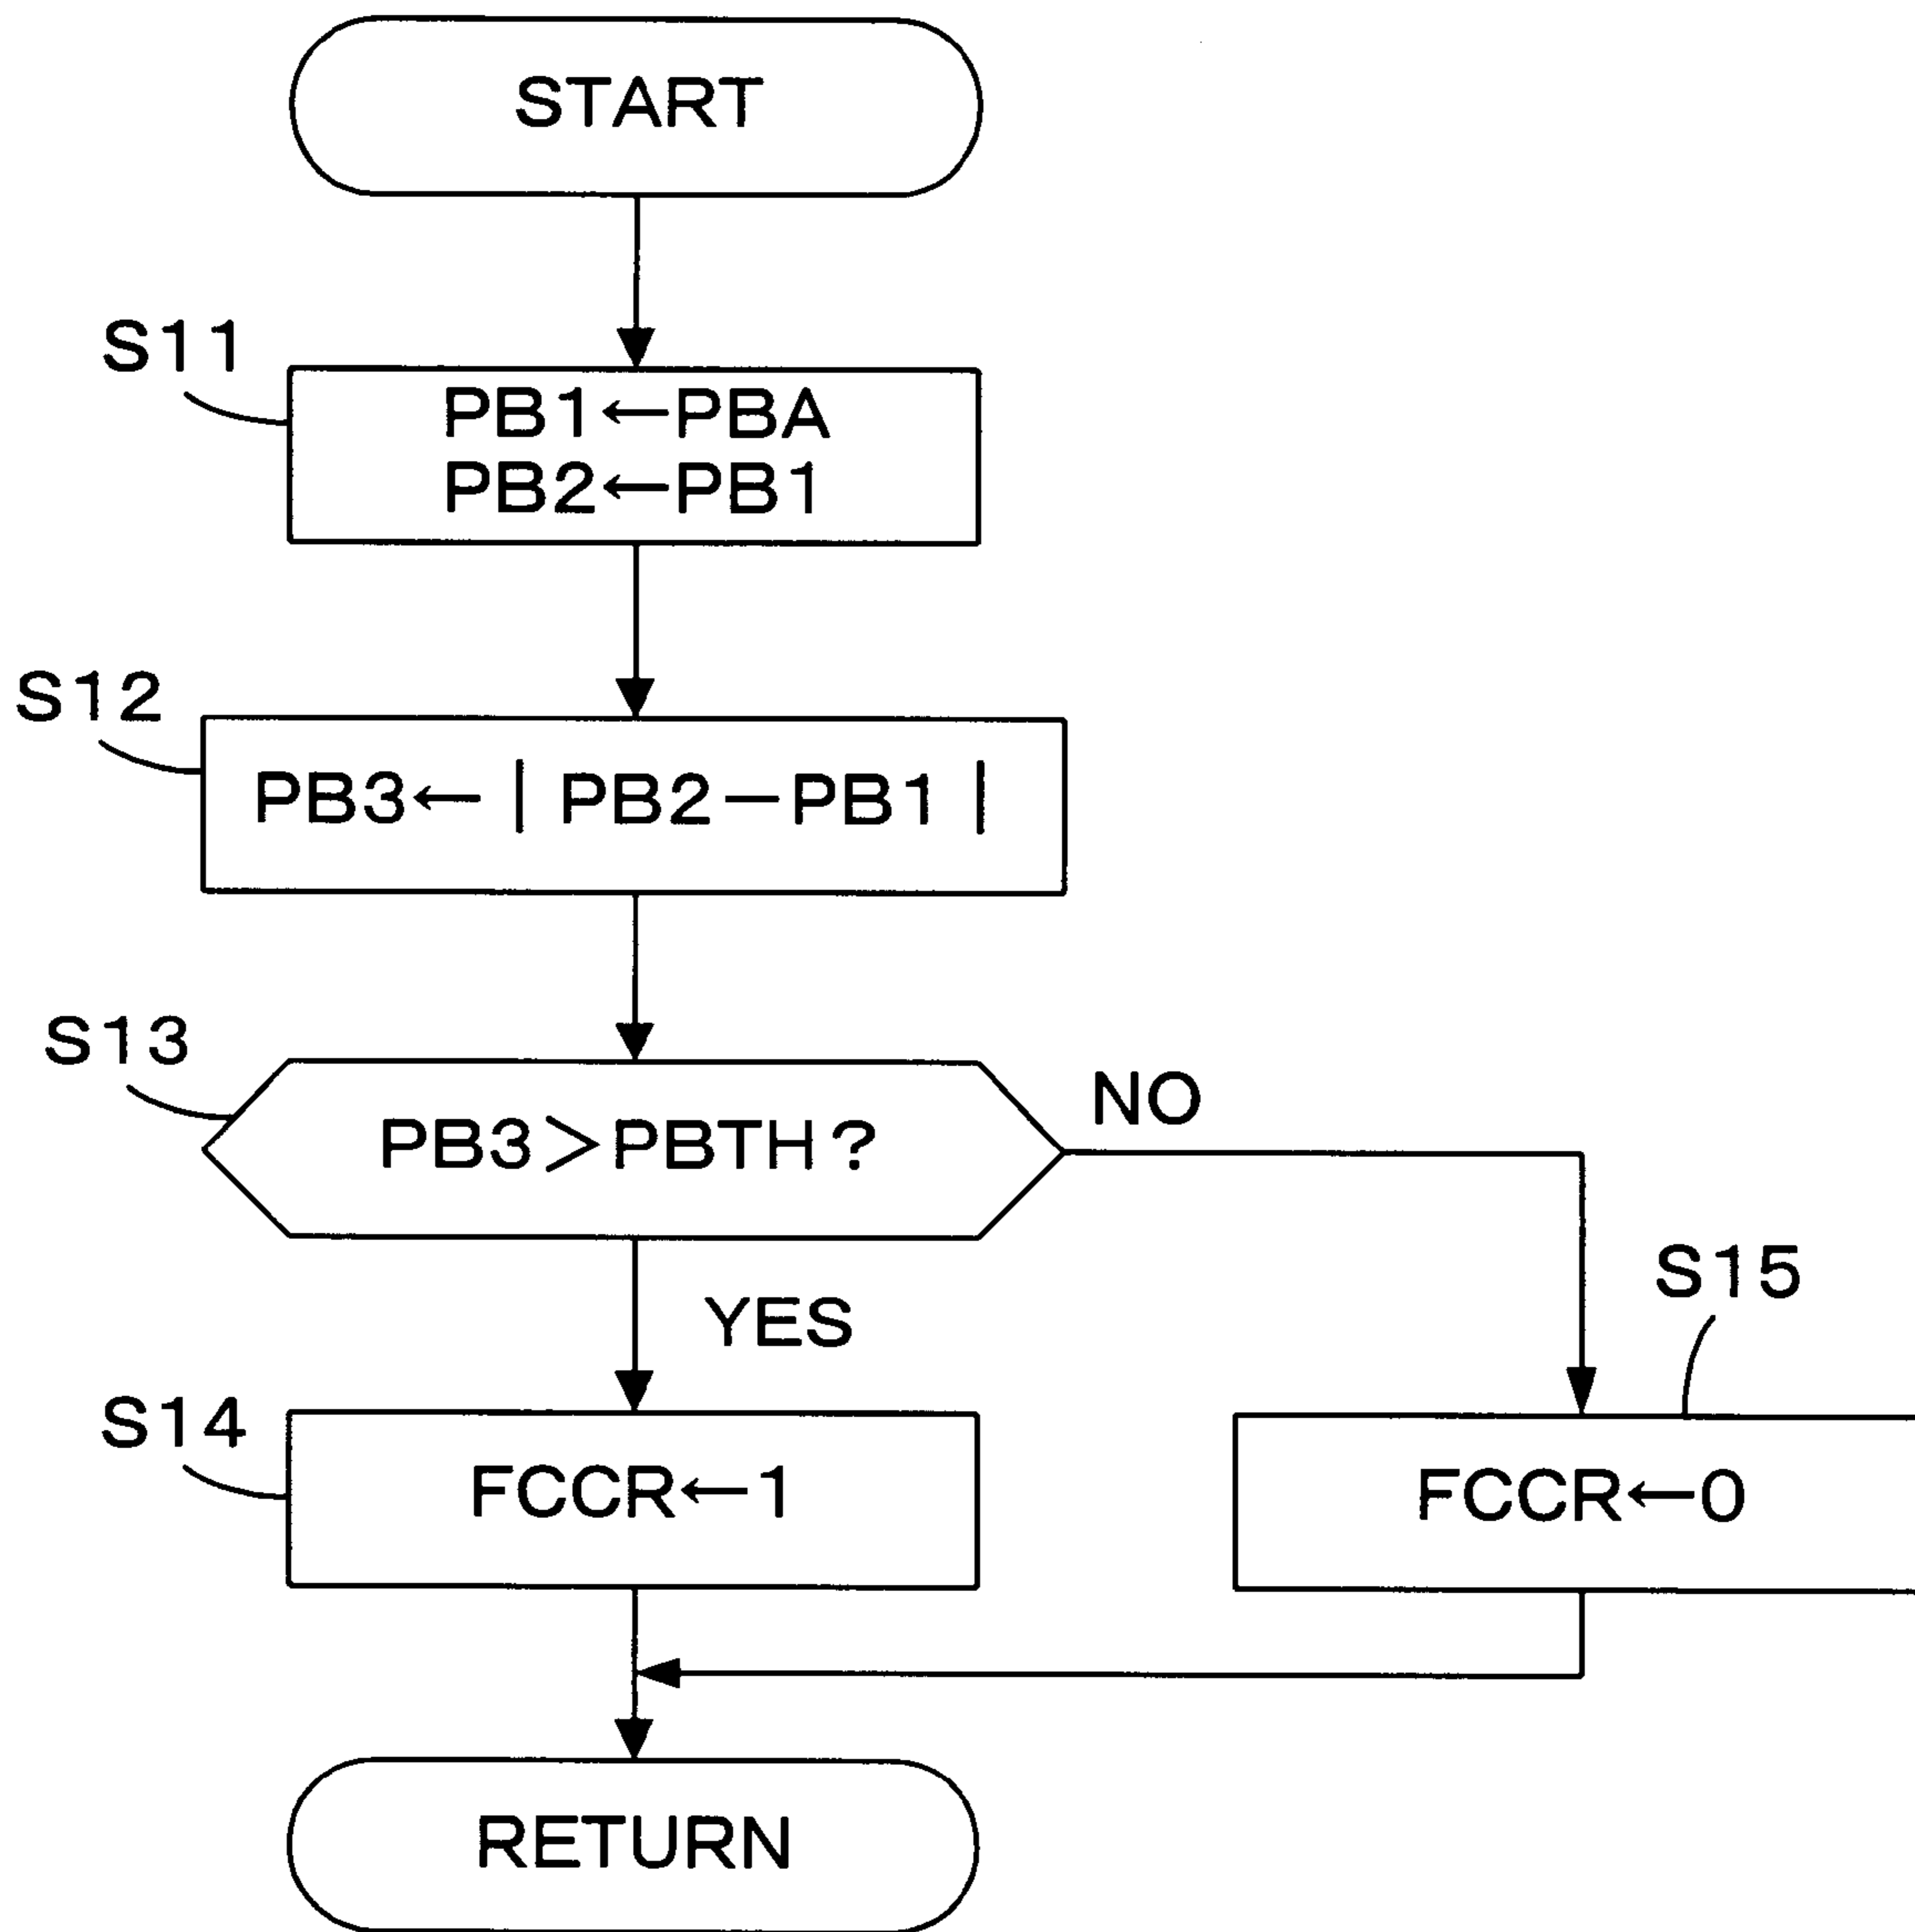 START
S11
PB1←PBA
PB2←PB1
S12
PB3←|PB2−PB1|
S13
PB3>PBTH?
NO
YES
S15
S14
FCCR←1
FCCR←0
RETURN